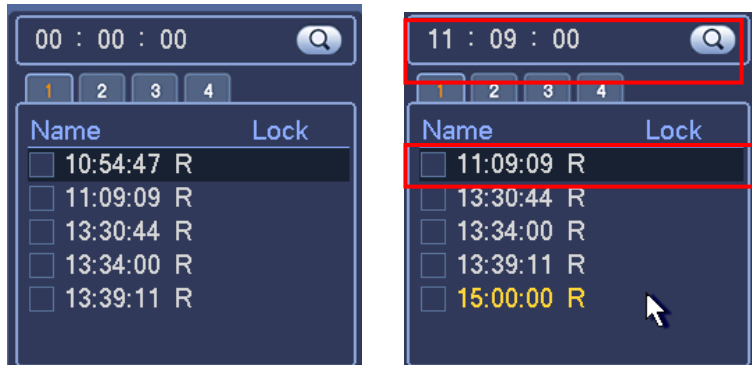 00 : 00 : 00
1 2 3 4
Name Lock
10:54:47 R
11:09:09 R
13:30:44 R
13:34:00 R
13:39:11 R
11 : 09 : 00
1 2 3 4
Name Lock
11:09:09 R
13:30:44 R
13:34:00 R
13:39:11 R
15:00:00 R